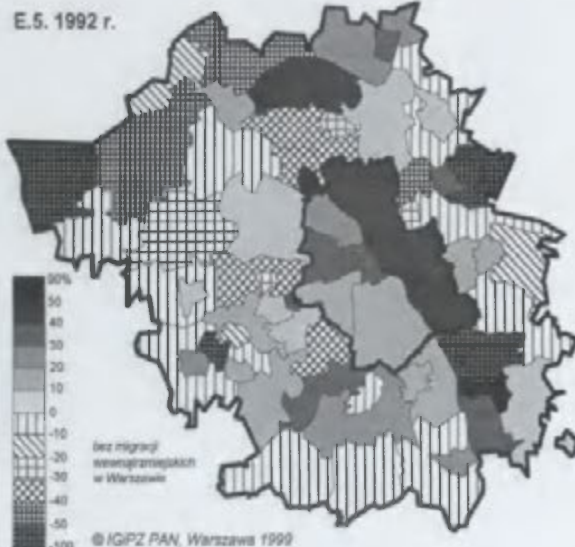 E.5. 1992 r.
90%
50
40
30
20
10
0
-10
-20
-30
-40
-50
-100
bez migracji
wewnątrzmiejskich
w Warszawie
© IGiPZ PAN, Warszawa 1999